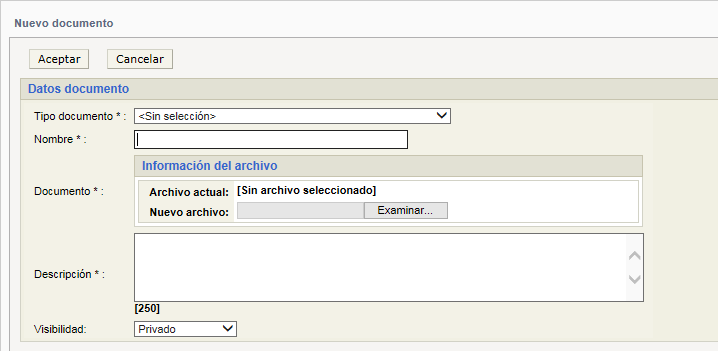 Nuevo documento
Aceptar Cancelar
Datos documento
Tipo documento * : <Sin selección>
Nombre * :
Información del archivo
Documento * : Archivo actual: [Sin archivo seleccionado]
Nuevo archivo: Examinar...
Descripción * :
[250]
Visibilidad: Privado